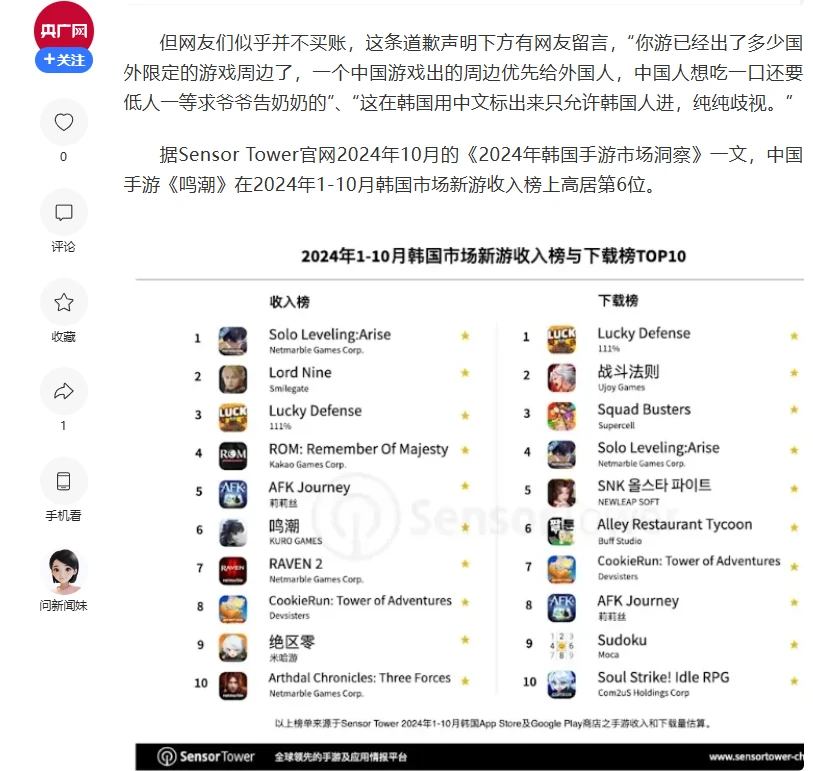 央广网
+关注
0
评论
收藏
1
手机看
问新闻妹
但网友们似乎并不买账，这条道歉声明下方有网友留言，“你游已经出了多少国
外限定的游戏周边了，一个中国游戏出的周边优先给外国人，中国人想吃一口还要
低人一等求爷爷告奶奶的”、“这在韩国用中文标出来只允许韩国人进，纯纯歧视。”
据Sensor Tower官网2024年10月的《2024年韩国手游市场洞察》一文，中国
手游《鸣潮》在2024年1-10月韩国市场新游收入榜上高居第6位。
2024年1-10月韩国市场新游收入榜与下载榜TOP10
收入榜
1 Solo Leveling:Arise
Netmarble Games Corp.
2 Lord Nine
Smilegate
3 LUCK Lucky Defense
111%
4 ROM ROM: Remember Of Majesty
Kakao Games Corp.
5 AFK AFK Journey
莉莉丝
6 鸣潮
KURO GAMES
7 RAVEN RAVEN 2
Netmarble Games Corp.
8 CookieRun: Tower of Adventures
Devsisters
9 绝区零
米哈游
10 Arthdal Chronicles: Three Forces
Netmarble Games Corp.
下载榜
1 LUCK Lucky Defense
111%
2 战斗法则
Ujoy Games
3 Squad Busters
Supercell
4 Solo Leveling:Arise
Netmarble Games Corp.
5 SNK 올스타 파이트
NEWLEAP SOFT
6 Alley Restaurant Tycoon
Buff Studio
7 CookieRun: Tower of Adventures
Devsisters
8 AFK AFK Journey
莉莉丝
9 Sudoku
Moca
10 Soul Strike! Idle RPG
Com2uS Holdings Corp
SensorTower
以上榜单来源于Sensor Tower 2024年1-10月韩国App Store及Google Play商店之手游收入和下载量估算。
SensorTower 全球领先的手游及应用情报平台
www.sensortower-ch